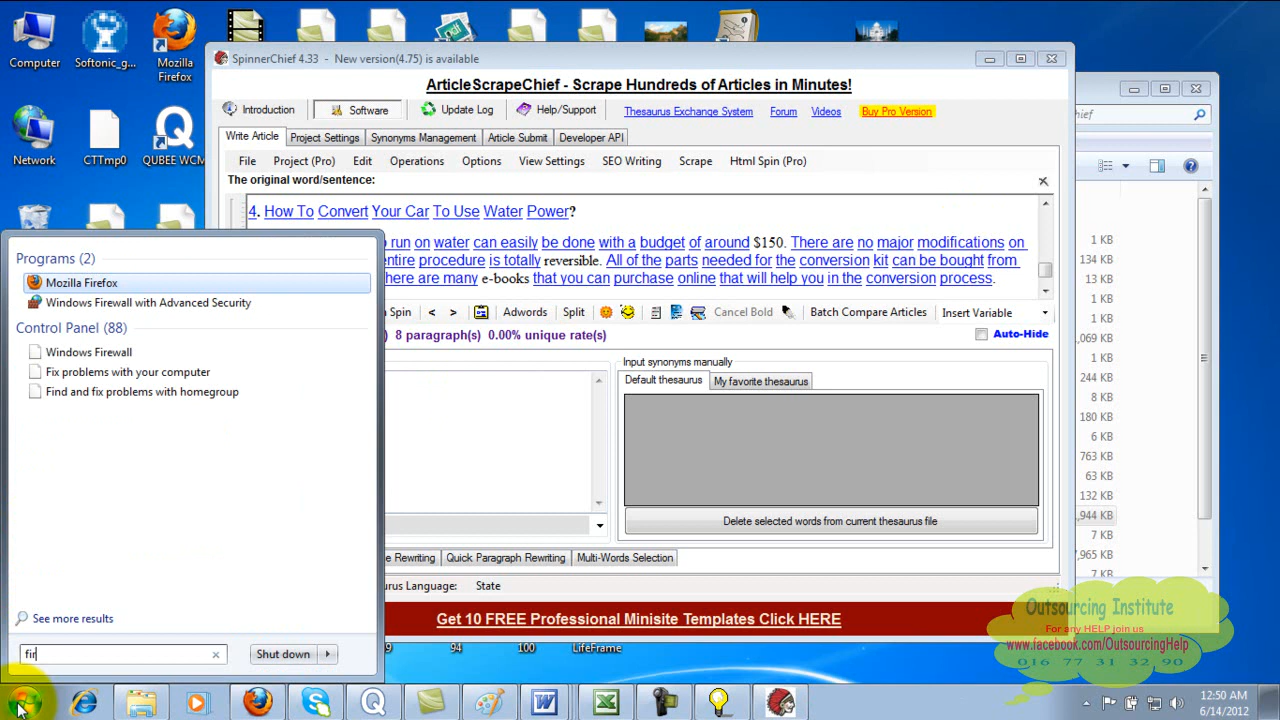 Computer
Softonic_g...
Mozilla
Firefox
Network
CTTmp0
QUBEE WCM
SpinnerChief 4.33 - New version(4.75) is available
ArticleScrapeChief - Scrape Hundreds of Articles in Minutes!
Introduction
Software
Update Log
Help/Support
Thesaurus Exchange System
Forum
Videos
Buy Pro Version
Write Article
Project Settings
Synonyms Management
Article Submit
Developer API
File
Project (Pro)
Edit
Operations
Options
View Settings
SEO Writing
Scrape
Html Spin (Pro)
The original word/sentence:
4. How To Convert Your Car To Use Water Power?
run on water can easily be done with a budget of around $150. There are no major modifications on
entire procedure is totally reversible. All of the parts needed for the conversion kit can be bought from
here are many e-books that you can purchase online that will help you in the conversion process.
Spin
<
>
Adwords
Split
Cancel Bold
Batch Compare Articles
Insert Variable
) 8 paragraph(s) 0.00% unique rate(s)
Auto-Hide
Input synonyms manually
Default thesaurus
My favorite thesaurus
Delete selected words from current thesaurus file
e Rewriting
Quick Paragraph Rewriting
Multi-Words Selection
urus Language:
State
Get 10 FREE Professional Minisite Templates Click HERE
94
100
LifeFrame
hief
1 KB
134 KB
13 KB
1 KB
1 KB
,069 KB
1 KB
244 KB
8 KB
180 KB
6 KB
763 KB
63 KB
132 KB
,944 KB
7 KB
,965 KB
7 KB
Programs (2)
Mozilla Firefox
Windows Firewall with Advanced Security
Control Panel (88)
Windows Firewall
Fix problems with your computer
Find and fix problems with homegroup
See more results
fir
Shut down
Outsourcing Institute
For any HELP join us
www.facebook.com/OutsourcingHelp
016 77 31 32 90
12:50 AM
6/14/2012